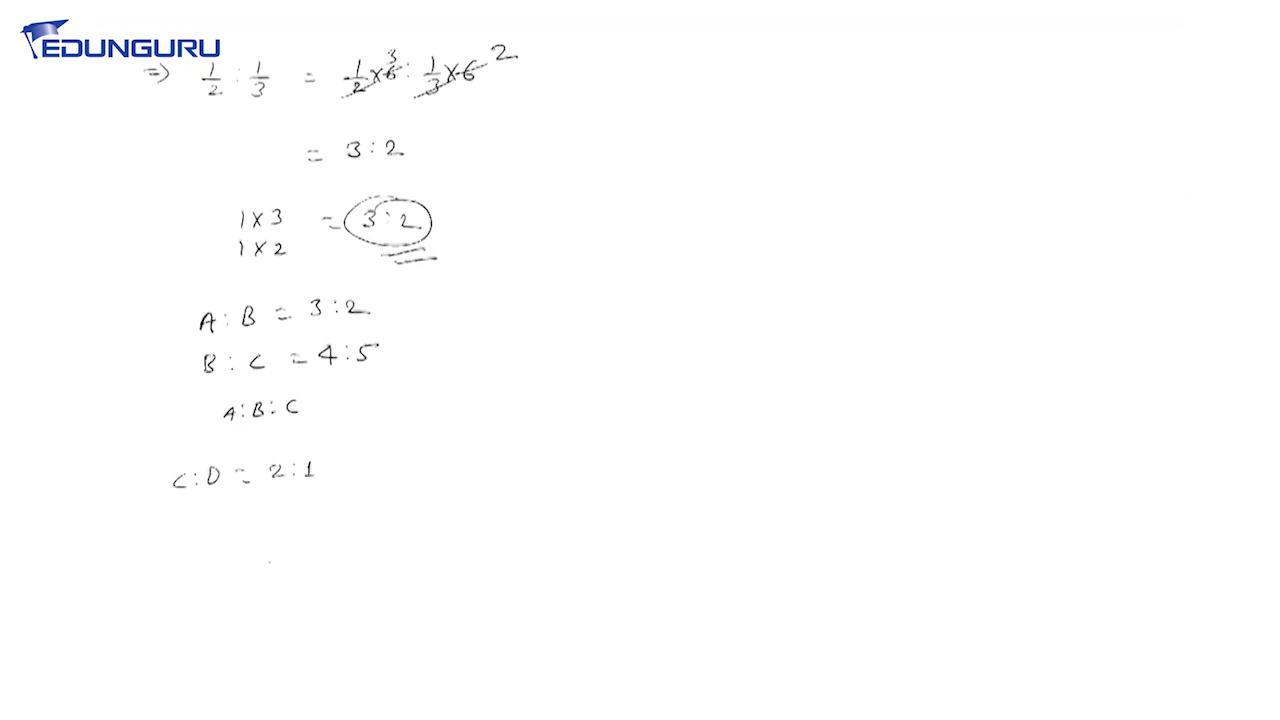 EDUNGURU
=> 1/2 : 1/3 = 1/2 × 6 3 : 1/3 × 6 2
= 3 : 2
1 × 3 = 3 : 2
1 × 2
A : B = 3 : 2
B : C = 4 : 5
A : B : C
C : D = 2 : 1